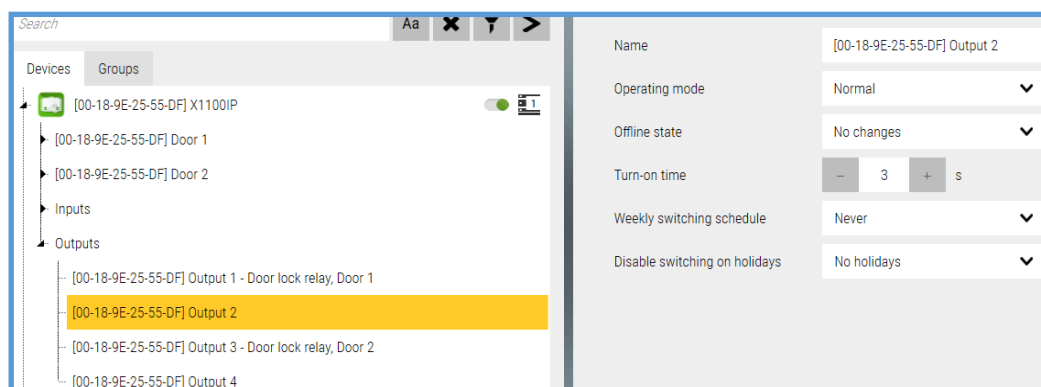 Search
Aa
Devices Groups
[00-18-9E-25-55-DF] X1100IP
1
[00-18-9E-25-55-DF] Door 1
[00-18-9E-25-55-DF] Door 2
Inputs
Outputs
[00-18-9E-25-55-DF] Output 1 - Door lock relay, Door 1
[00-18-9E-25-55-DF] Output 2
[00-18-9E-25-55-DF] Output 3 - Door lock relay, Door 2
[00-18-9E-25-55-DF] Output 4
Name [00-18-9E-25-55-DF] Output 2
Operating mode Normal
Offline state No changes
Turn-on time − 3 + s
Weekly switching schedule Never
Disable switching on holidays No holidays